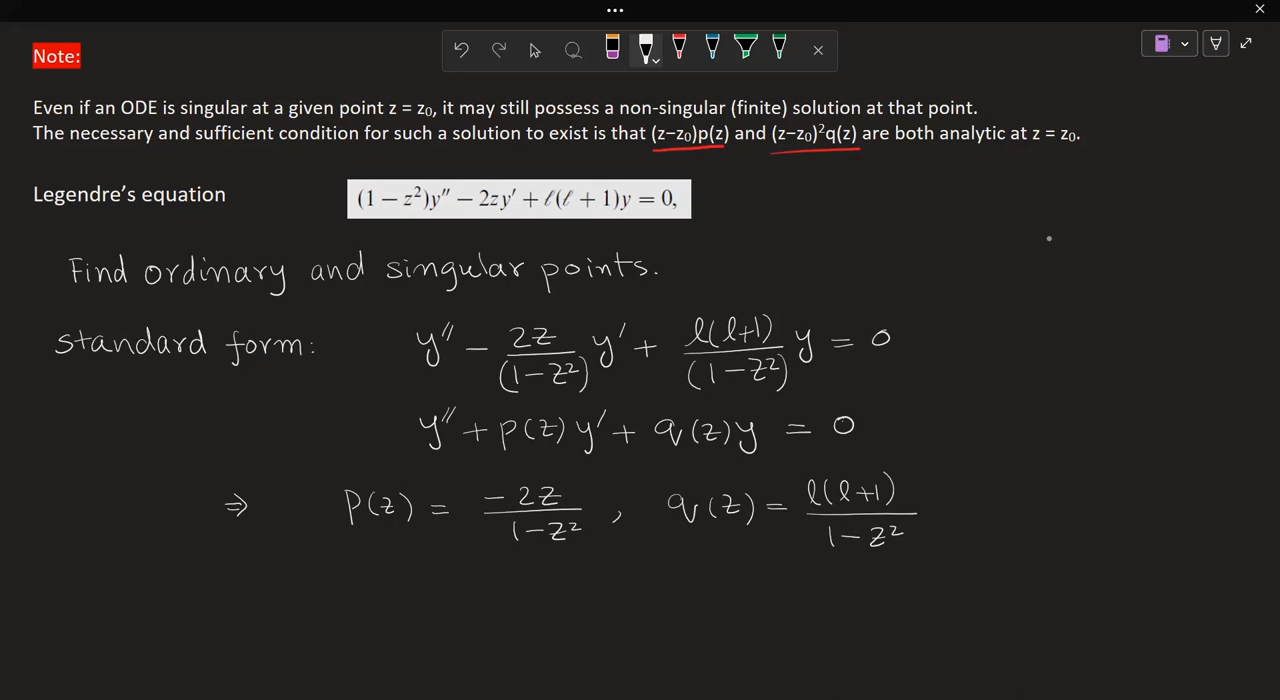 Note:
Even if an ODE is singular at a given point z = z₀, it may still possess a non-singular (finite) solution at that point.
The necessary and sufficient condition for such a solution to exist is that (z−z₀)p(z) and (z−z₀)²q(z) are both analytic at z = z₀.
Legendre's equation (1 − z²)y″ − 2zy′ + ℓ(ℓ + 1)y = 0,
Find ordinary and singular points.
standard form: y″ − 2z/(1−z²) y′ + l(l+1)/(1−z²) y = 0
y″ + p(z) y′ + q(z) y = 0
⇒ P(z) = −2z/1−z² , q(z) = l(l+1)/1−z²